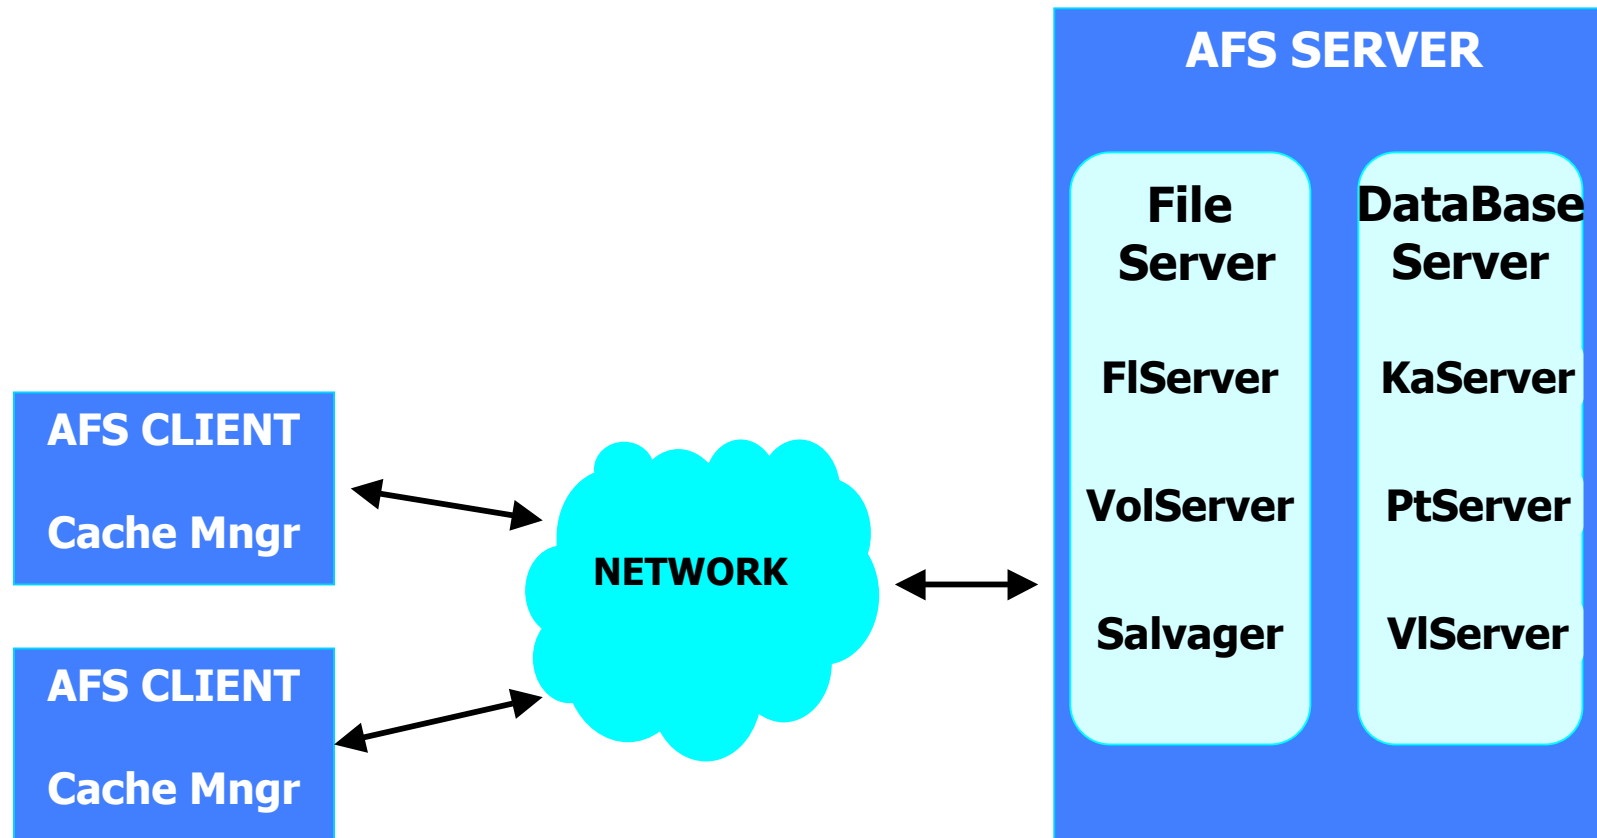 AFS SERVER
File
Server
FlServer
VolServer
Salvager
DataBase
Server
KaServer
PtServer
VlServer
AFS CLIENT
Cache Mngr
NETWORK
AFS CLIENT
Cache Mngr